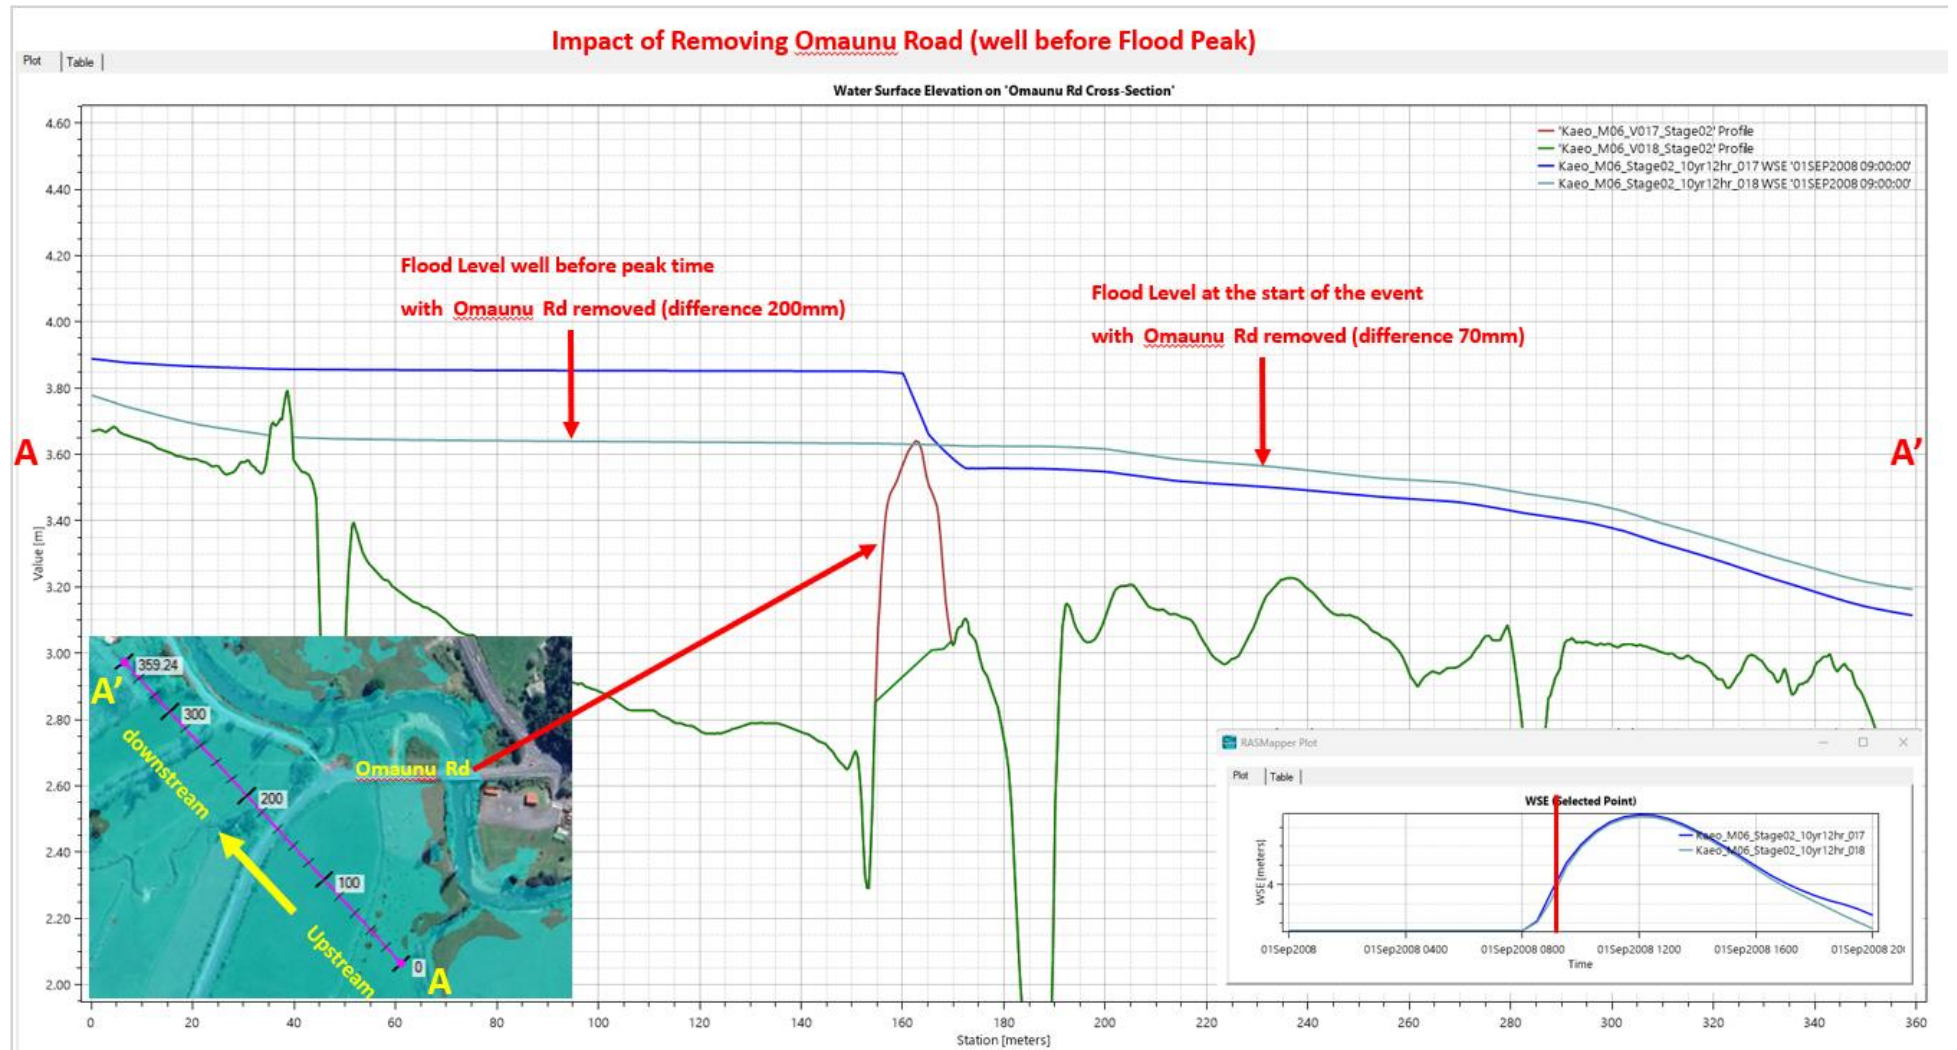 Impact of Removing Omaunu Road (well before Flood Peak)
Plot
Table
Water Surface Elevation on 'Omaunu Rd Cross-Section'
'Kaeo_M06_V017_Stage02' Profile
'Kaeo_M06_V018_Stage02' Profile
Kaeo_M06_Stage02_10yr12hr_017 WSE '01SEP2008 09:00:00'
Kaeo_M06_Stage02_10yr12hr_018 WSE '01SEP2008 09:00:00'
Flood Level well before peak time
with Omaunu Rd removed (difference 200mm)
Flood Level at the start of the event
with Omaunu Rd removed (difference 70mm)
A
A’
Value [m]
4.60
4.40
4.20
4.00
3.80
3.60
3.40
3.20
3.00
2.80
2.60
2.40
2.20
2.00
359.24
A’
300
downstream
Omaunu Rd
200
100
Upstream
0
A
RASMapper Plot
Plot
Table
WSE (Selected Point)
Kaeo_M06_Stage02_10yr12hr_017
Kaeo_M06_Stage02_10yr12hr_018
WSE [meters]
4
01Sep2008
01Sep2008 0400
01Sep2008 0800
01Sep2008 1200
01Sep2008 1600
01Sep2008 20
Time
0 20 40 60 80 100 120 140 160 180 200 220 240 260 280 300 320 340 360
Station [meters]